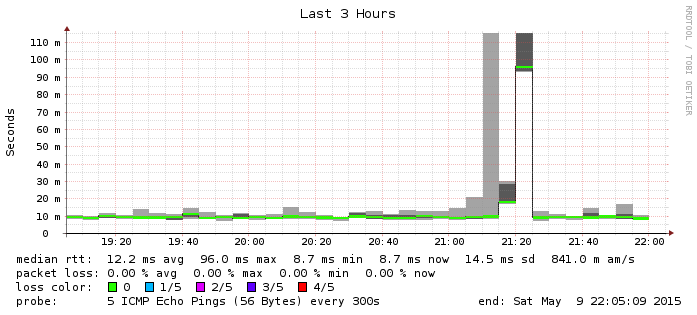 Last 3 Hours
RRDTOOL / TOBI OETIKER
Seconds
110 m
100 m
90 m
80 m
70 m
60 m
50 m
40 m
30 m
20 m
10 m
0
19:20 19:40 20:00 20:20 20:40 21:00 21:20 21:40 22:00
median rtt: 12.2 ms avg 96.0 ms max 8.7 ms min 8.7 ms now 14.5 ms sd 841.0 m am/s
packet loss: 0.00 % avg 0.00 % max 0.00 % min 0.00 % now
loss color: 0 1/5 2/5 3/5 4/5
probe: 5 ICMP Echo Pings (56 Bytes) every 300s end: Sat May 9 22:05:09 2015